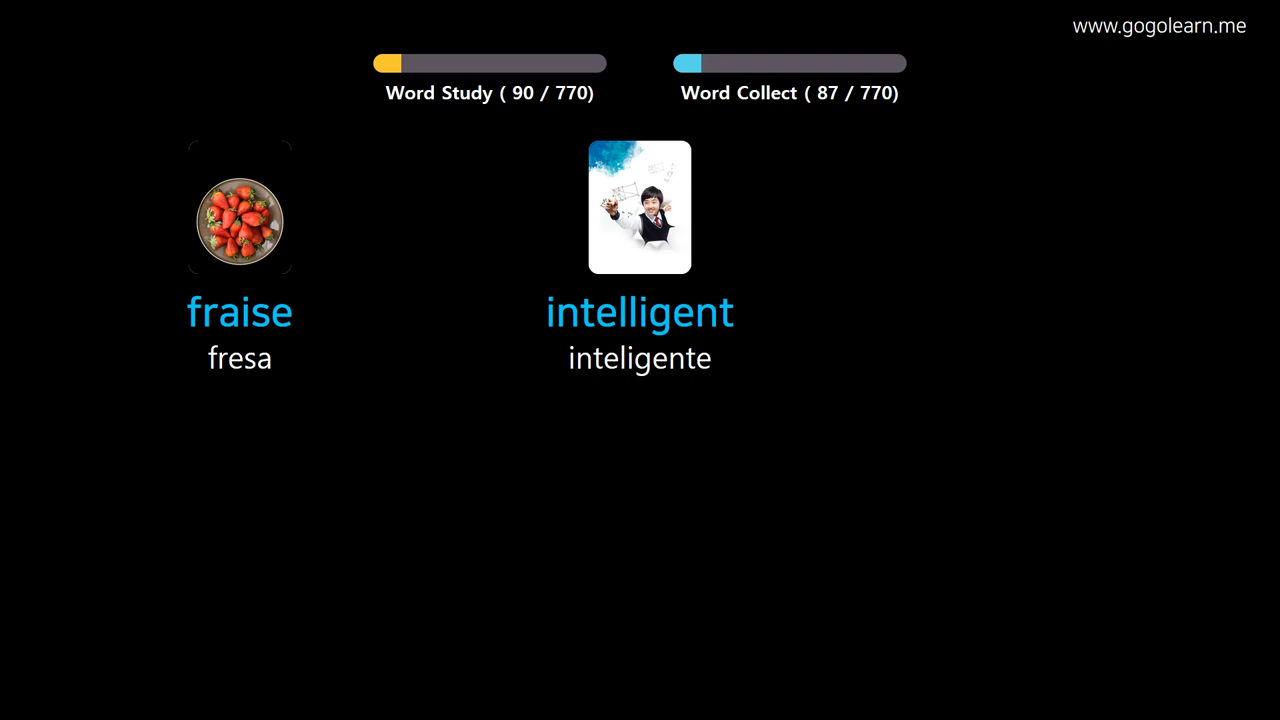 www.gogolearn.me
Word Study ( 90 / 770)
Word Collect ( 87 / 770)
fraise
fresa
intelligent
inteligente